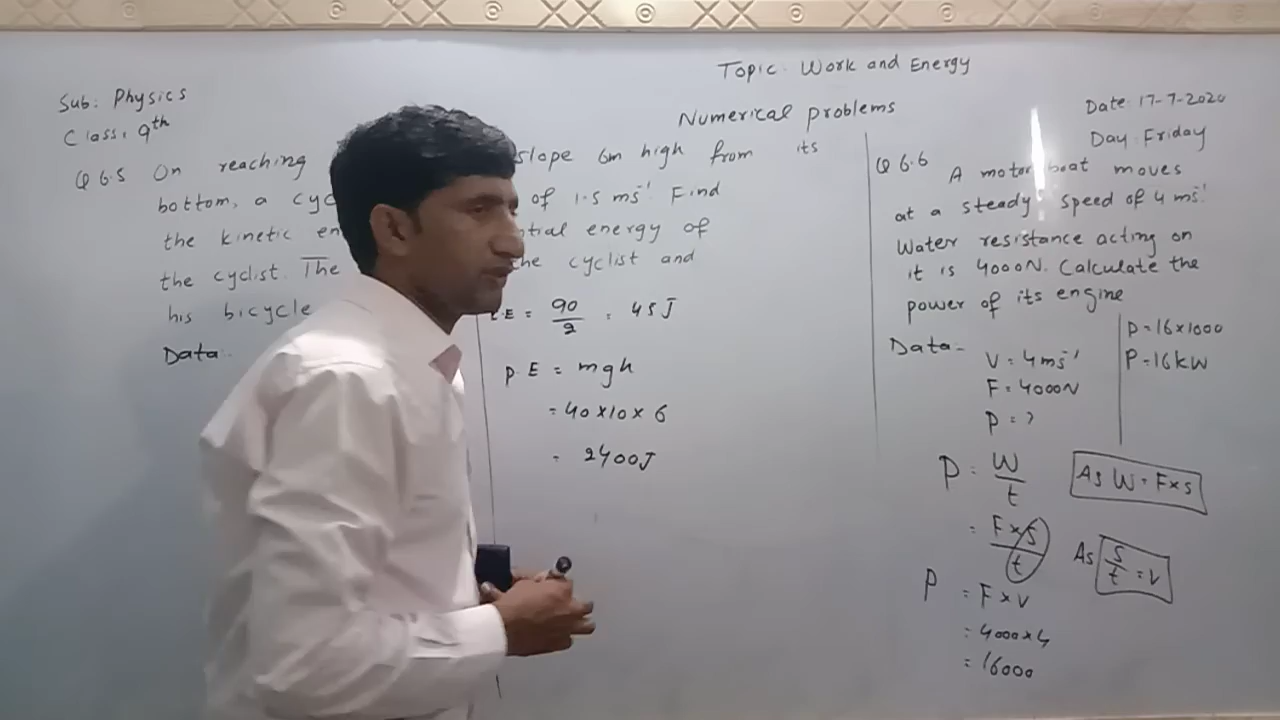 Topic: Work and Energy
Sub: Physics
Class: 9th
Numerical problems
Date: 17-7-2020
Day: Friday
Q 6.5 On reaching slope 6m high from its
bottom, a cyc of 1.5 ms⁻¹. Find
the kinetic en ntial energy of
the cyclist. The the cyclist and
his bicycle
Data:-
K.E = 90/2 = 45J
P.E = mgh
= 40×10×6
= 2400J
Q 6.6 A motor boat moves
at a steady speed of 4 ms⁻¹.
Water resistance acting on
it is 4000N. Calculate the
power of its engine
Data-
V = 4ms⁻¹
F = 4000N
P = ?
P = W/t
As W = F×S
= F×S/t
As S/t = V
P = F×V
= 4000×4
= 16000
P = 16×1000
P = 16kW